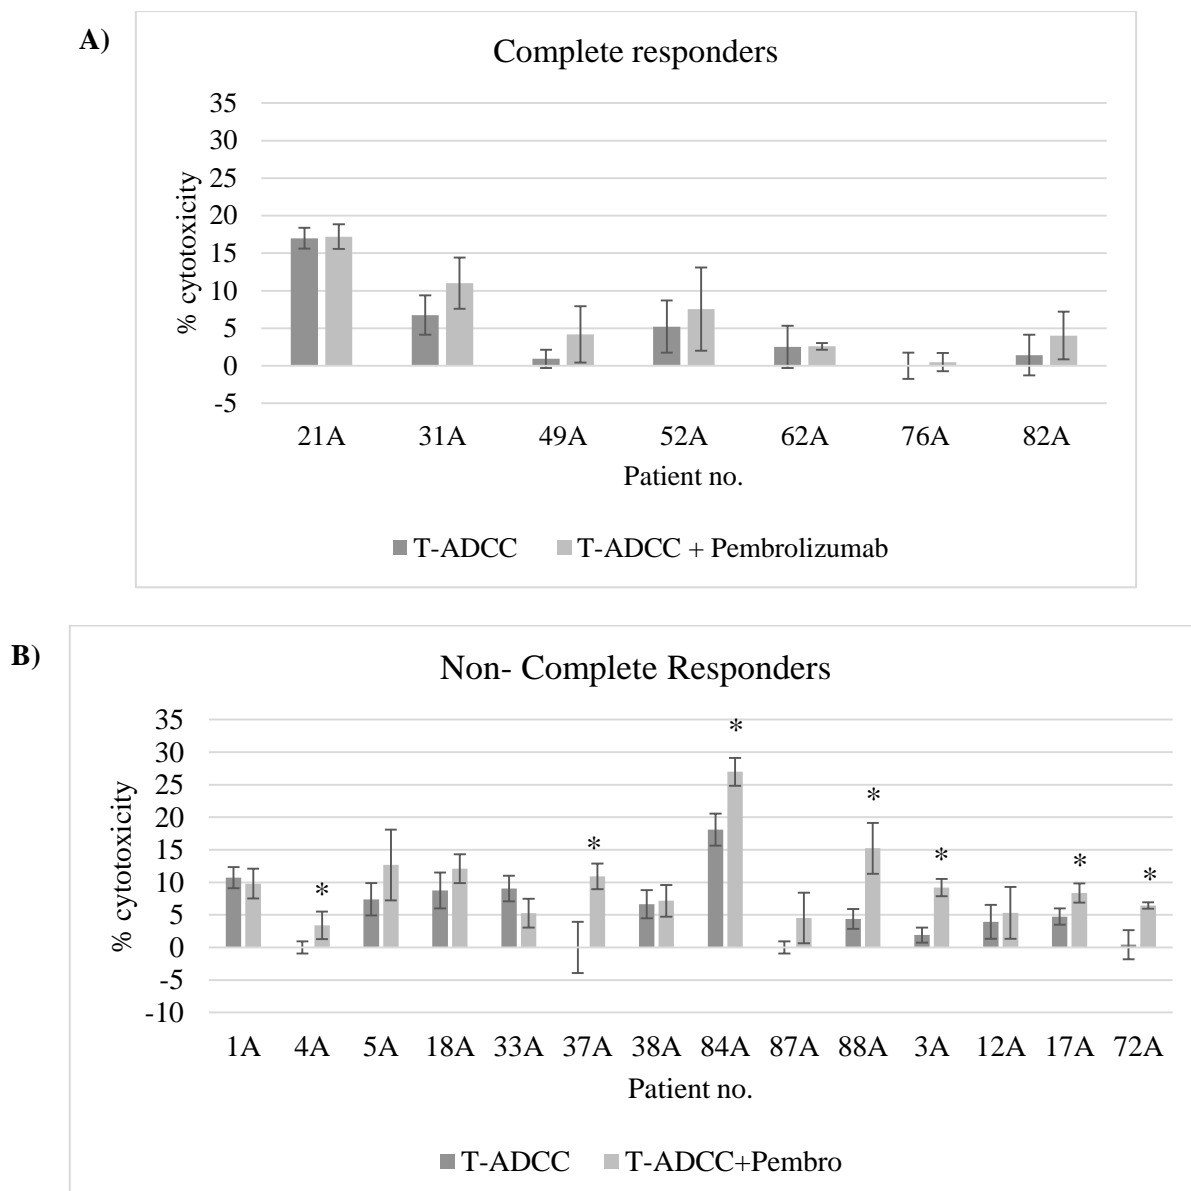 A)
Complete responders
35
30
25
20
15
10
5
0
-5
% cytotoxicity
21A 31A 49A 52A 62A 76A 82A
Patient no.
T-ADCC T-ADCC + Pembrolizumab
B)
Non- Complete Responders
35
30
25
20
15
10
5
0
-5
-10
% cytotoxicity
* * * * * * *
1A 4A 5A 18A 33A 37A 38A 84A 87A 88A 3A 12A 17A 72A
Patient no.
T-ADCC T-ADCC+Pembro